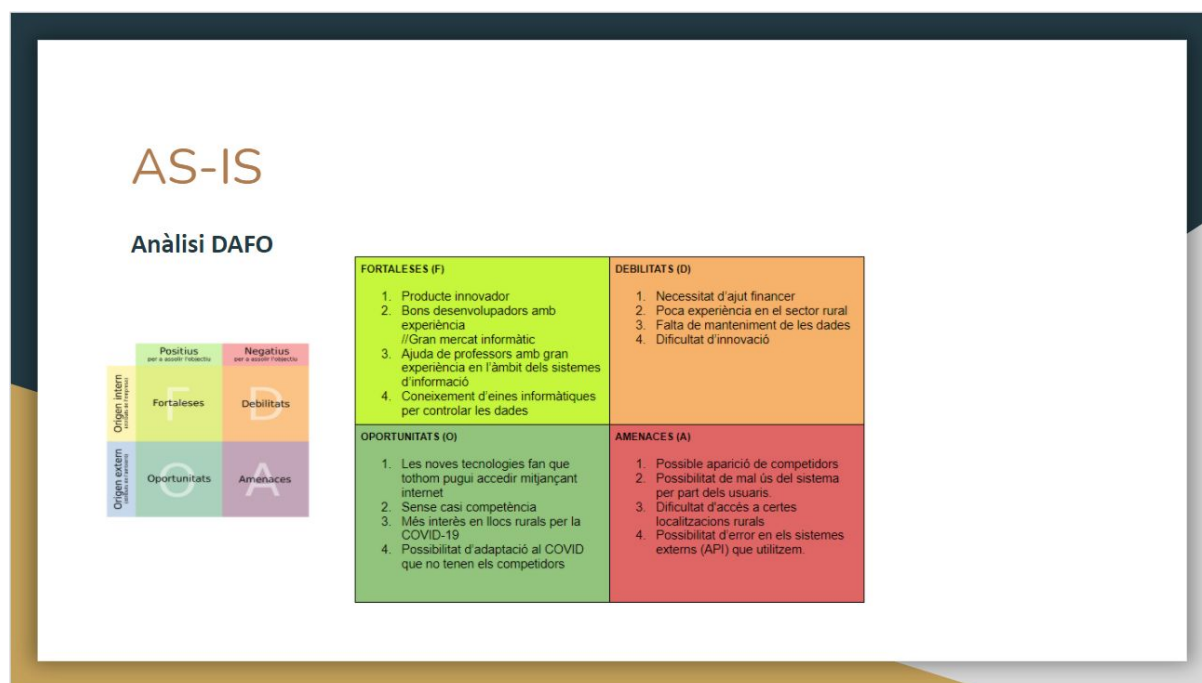 AS-IS
Anàlisi DAFO
Positius
per a assolir l'objectiu
Negatius
per a assolir l'objectiu
Origen intern
Fortaleses
Debilitats
Origen extern
Oportunitats
Amenaces
F
D
O
A
FORTALESES (F)
1. Producte innovador
2. Bons desenvolupadors amb
experiència
//Gran mercat informàtic
3. Ajuda de professors amb gran
experiència en l'àmbit dels sistemes
d'informació
4. Coneixement d'eines informàtiques
per controlar les dades
DEBILITATS (D)
1. Necessitat d'ajut financer
2. Poca experiència en el sector rural
3. Falta de manteniment de les dades
4. Dificultat d'innovació
OPORTUNITATS (O)
1. Les noves tecnologies fan que
tothom pugui accedir mitjançant
internet
2. Sense casi competència
3. Mès interès en llocs rurals per la
COVID-19
4. Possibilitat d'adaptació al COVID
que no tenen els competidors
AMENACES (A)
1. Possible aparició de competidors
2. Possibilitat de mal ús del sistema
per part dels usuaris.
3. Dificultat d'accès a certes
localitzacions rurals
4. Possibilitat d'error en els sistemes
externs (API) que utilitzem.